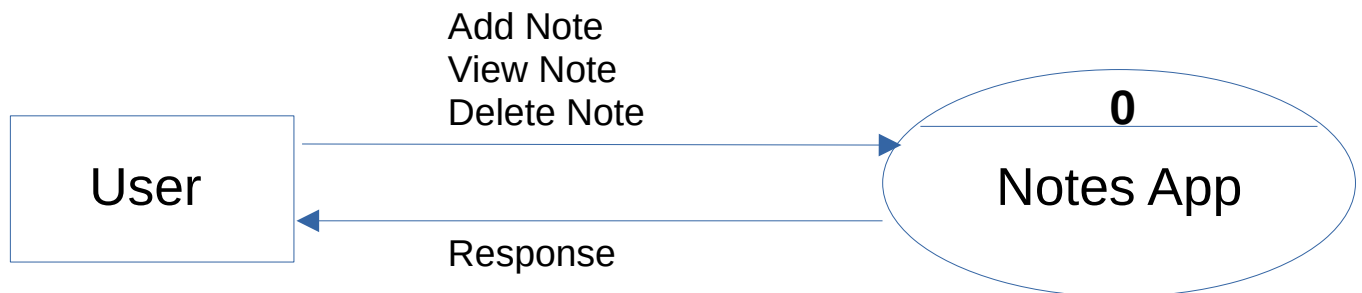 Add Note
View Note
Delete Note
0
User
Notes App
Response